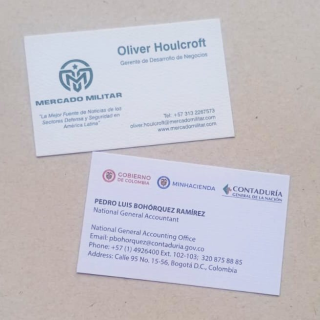 Oliver Houlcroft
Gerente de Desarrollo de Negocios
MERCADO MILITAR
"La Mejor Fuente de Noticias de los
Sectores Defensa y Seguridad en
América Latina"
Tel: +57 313 2267573
oliver.houlcroft@mercadomilitar.com
www.mercadomilitar.com
GOBIERNO
DE COLOMBIA
MINHACIENDA
CONTADURÍA
GENERAL DE LA NACIÓN
PEDRO LUIS BOHÓRQUEZ RAMÍREZ
National General Accountant
National General Accounting Office
Email: pbohorquez@contaduria.gov.co
Phone: +57 (1) 4926400 Ext. 102-103; 320 875 88 85
Address: Calle 95 No. 15-56, Bogotá D.C., Colombia